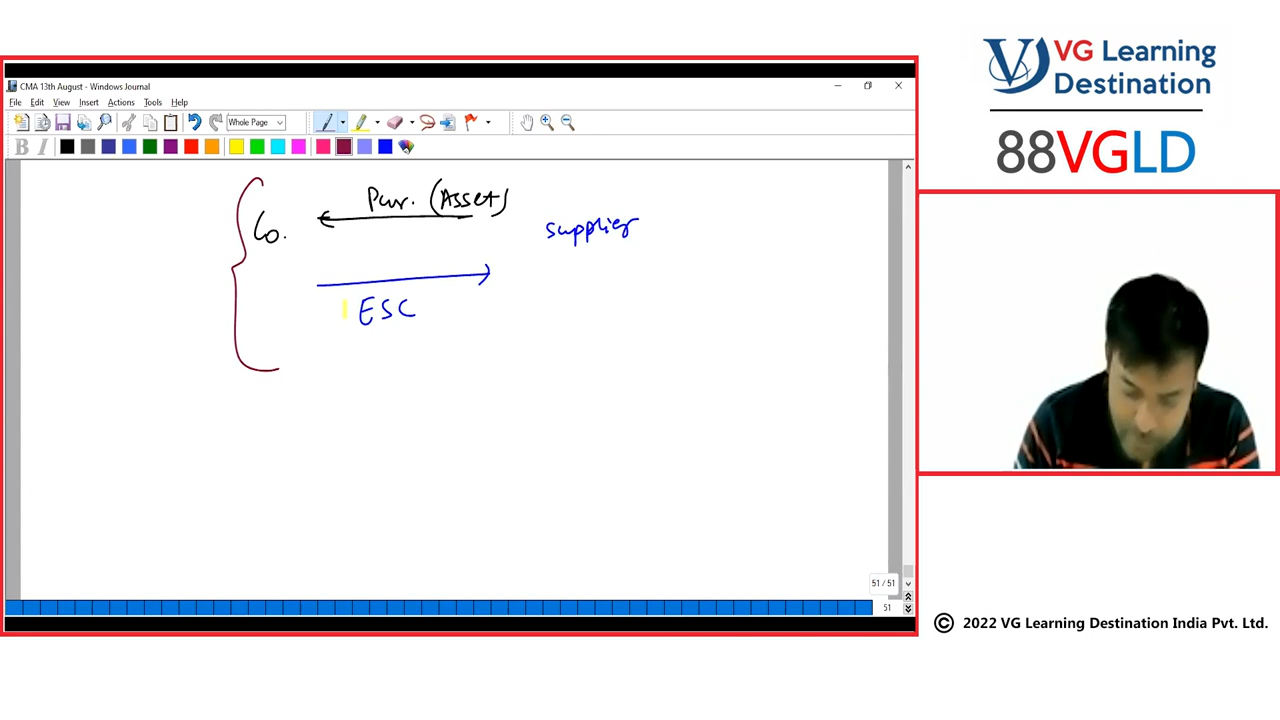 CMA 13th August - Windows Journal
File Edit View Insert Actions Tools Help
Whole Page
B I
Pur. (Asset)
Co.
supplier
ESC
51 / 51
51
VG Learning
Destination
88VGLD
© 2022 VG Learning Destination India Pvt. Ltd.